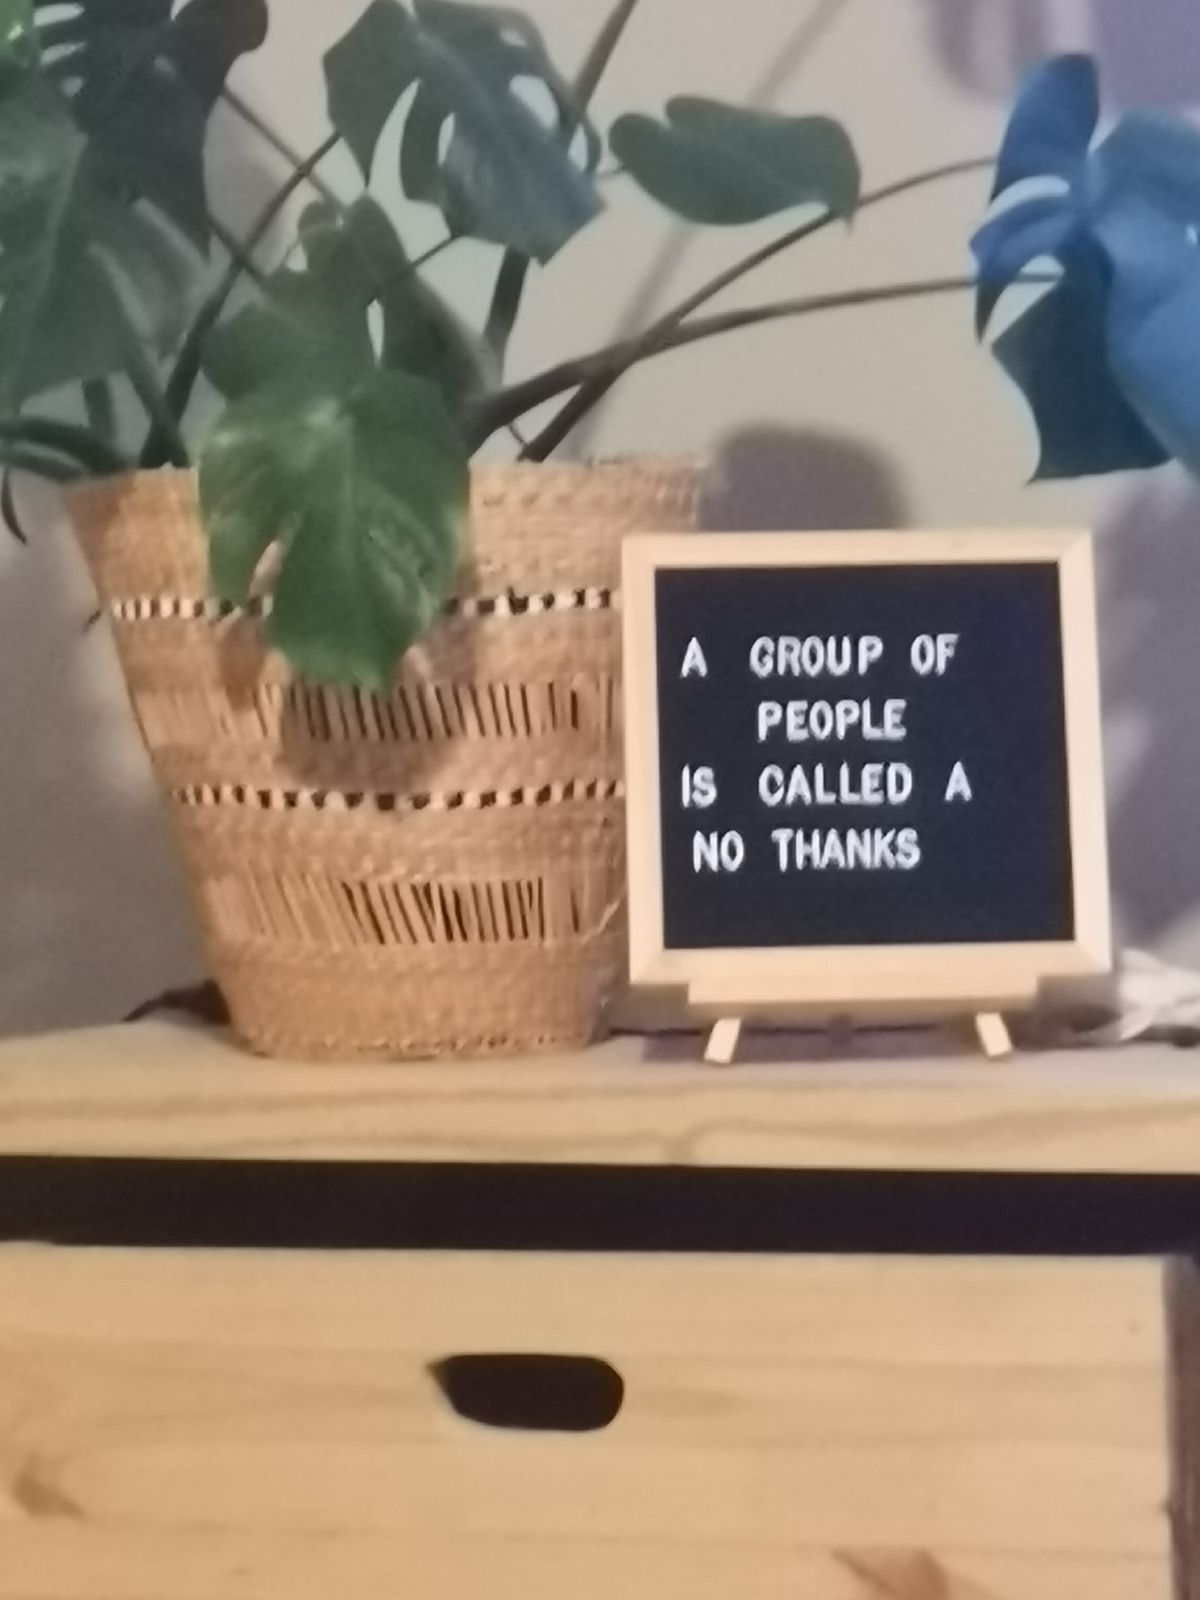 A GROUP OF
PEOPLE
IS CALLED A
NO THANKS